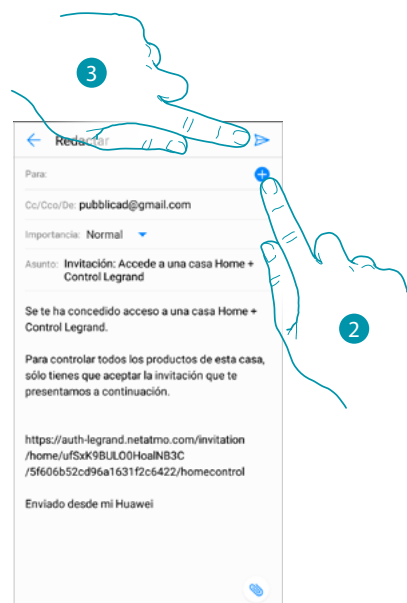 3
Redactar
Para:
Cc/Cco/De: pubblicad@gmail.com
Importancia: Normal
Asunto: Invitación: Accede a una casa Home +
Control Legrand
Se te ha concedido acceso a una casa Home +
Control Legrand.
Para controlar todos los productos de esta casa,
sólo tienes que aceptar la invitación que te
presentamos a continuación.
2
https://auth-legrand.netatmo.com/invitation
/home/ufSxK9BULO0HoalNB3C
/5f606b52cd96a1631f2c6422/homecontrol
Enviado desde mi Huawei